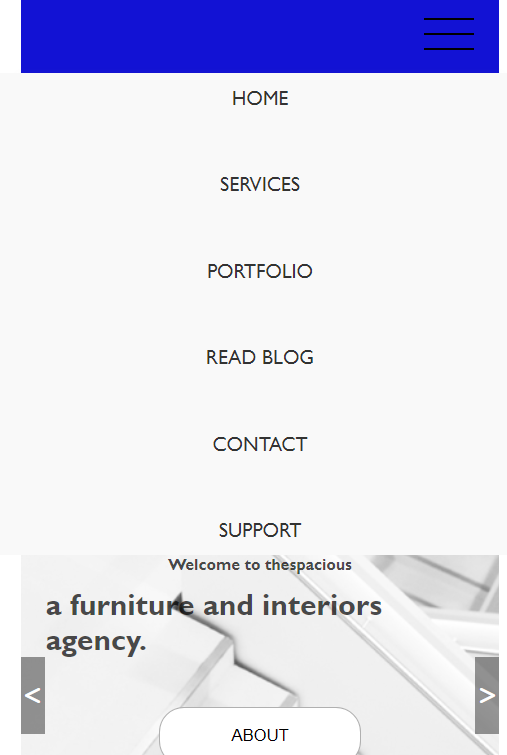 HOME
SERVICES
PORTFOLIO
READ BLOG
CONTACT
SUPPORT
Welcome to thespacious
a furniture and interiors
agency.
<
>
ABOUT